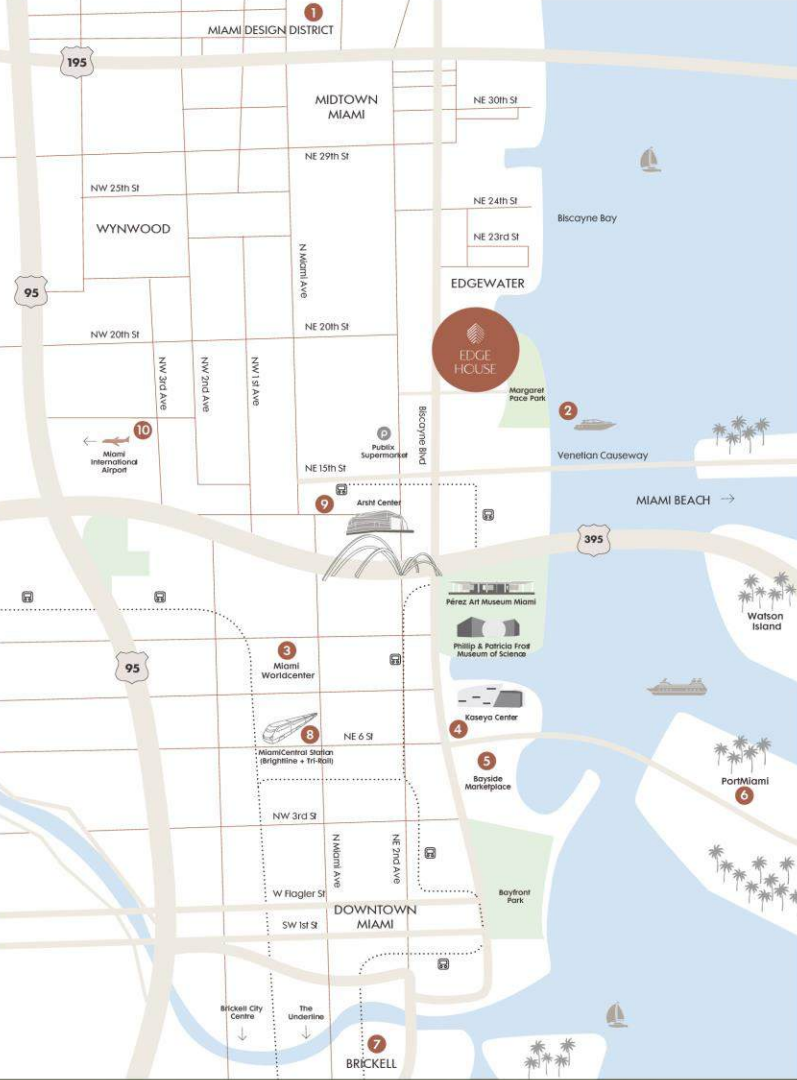 1
MIAMI DESIGN DISTRICT
195
MIDTOWN
MIAMI
NE 30th St
NE 29th St
NW 25th St
NE 24th St
Biscayne Bay
WYNWOOD
NE 23rd St
N Miami Ave
EDGEWATER
95
NW 20th St
NE 20th St
EDGE
HOUSE
NW 3rd Ave
NW 2nd Ave
NW 1st Ave
Margaret
Pace Park
2
Biscayne Blvd
10
Miami
International
Airport
P
Publix
Supermarket
Venetian Causeway
NE 15th St
MIAMI BEACH
9
Arsht Center
395
Pérez Art Museum Miami
Watson
Island
Phillip & Patricia Frost
Museum of Science
3
Miami
Worldcenter
95
Kaseya Center
4
8
NE 6 St
MiamiCentral Station
(Brightline + Tri-Rail)
5
Bayside
Marketplace
PortMiami
6
NW 3rd St
N Miami Ave
NE 2nd Ave
W Flagler St
Bayfront
Park
DOWNTOWN
MIAMI
SW 1st St
Brickell City
Centre
The
Underline
7
BRICKELL